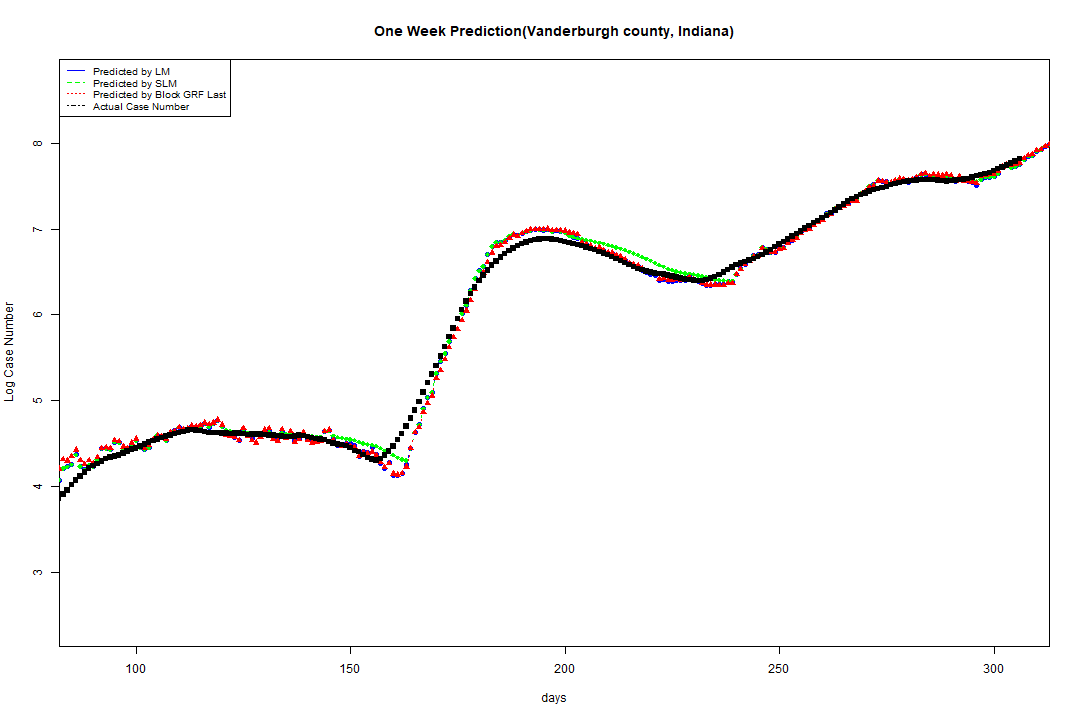 One Week Prediction(Vanderburgh county, Indiana)
Predicted by LM
Predicted by SLM
Predicted by Block GRF Last
Actual Case Number
8
7
6
5
4
3
Log Case Number
100 150 200 250 300
days